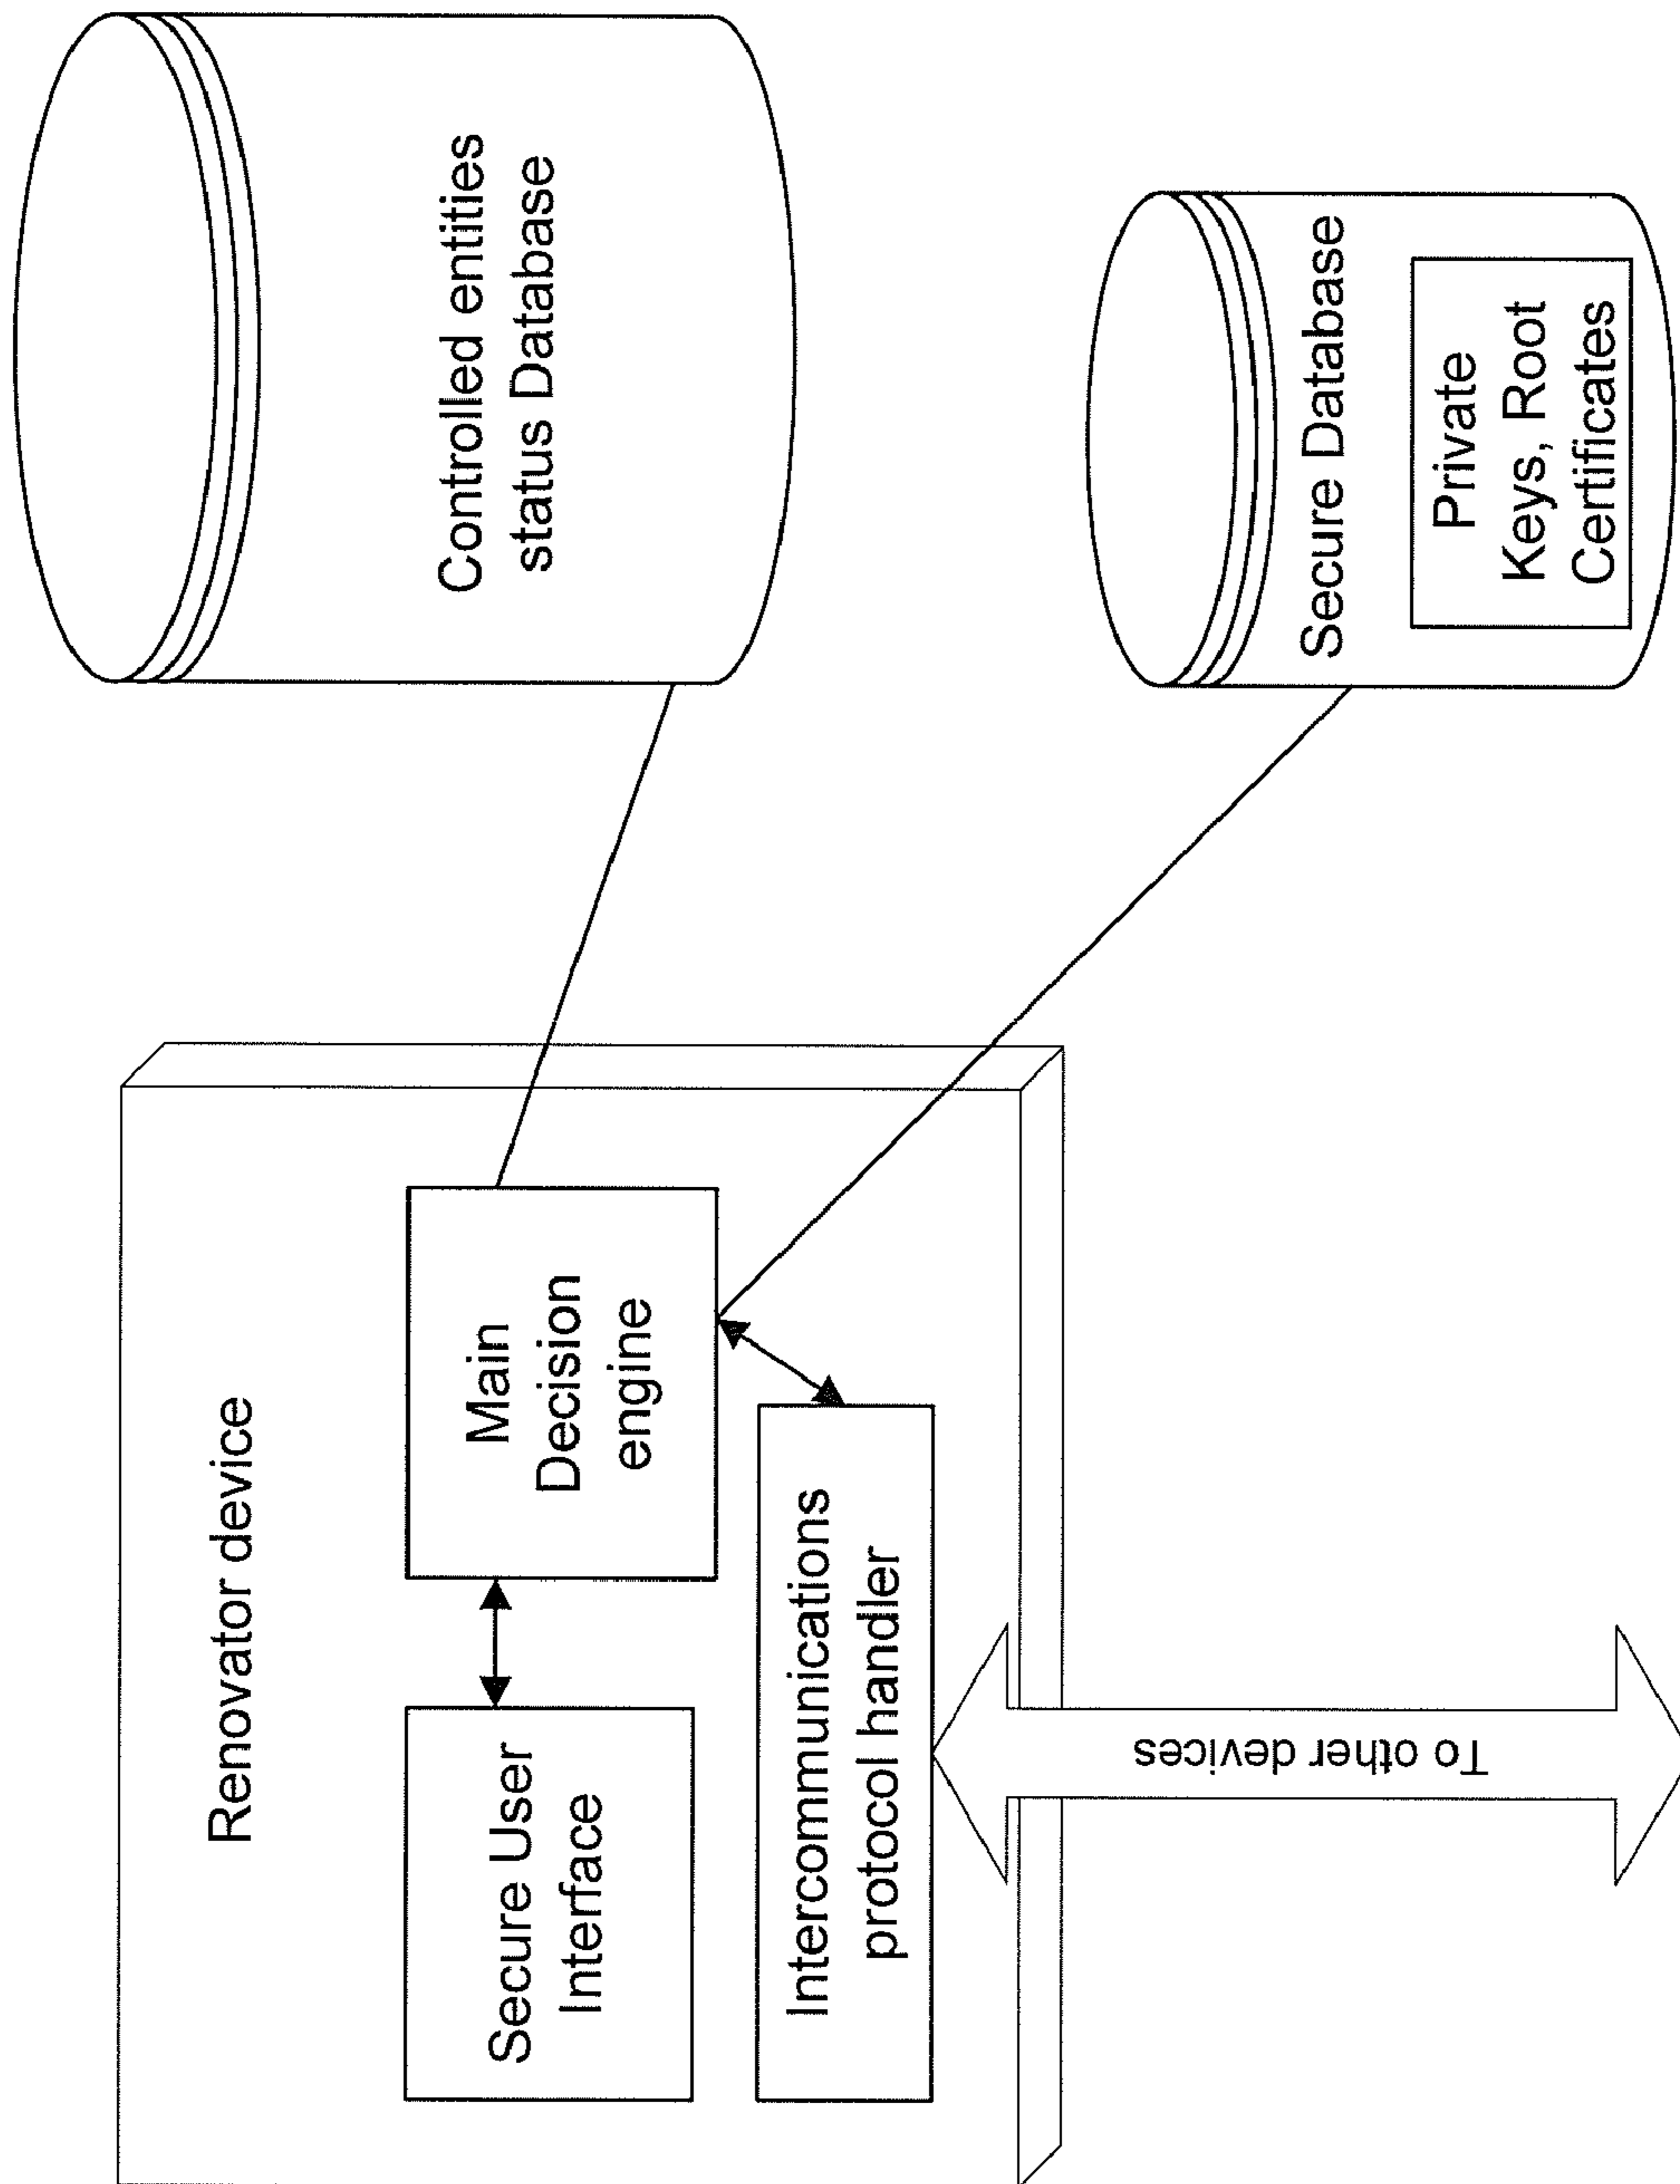 Renovator device
Secure User
Interface
Main
Decision
engine
Intercommunications
protocol handler
To other devices
Controlled entities
status Database
Secure Database
Private
Keys, Root
Certificates